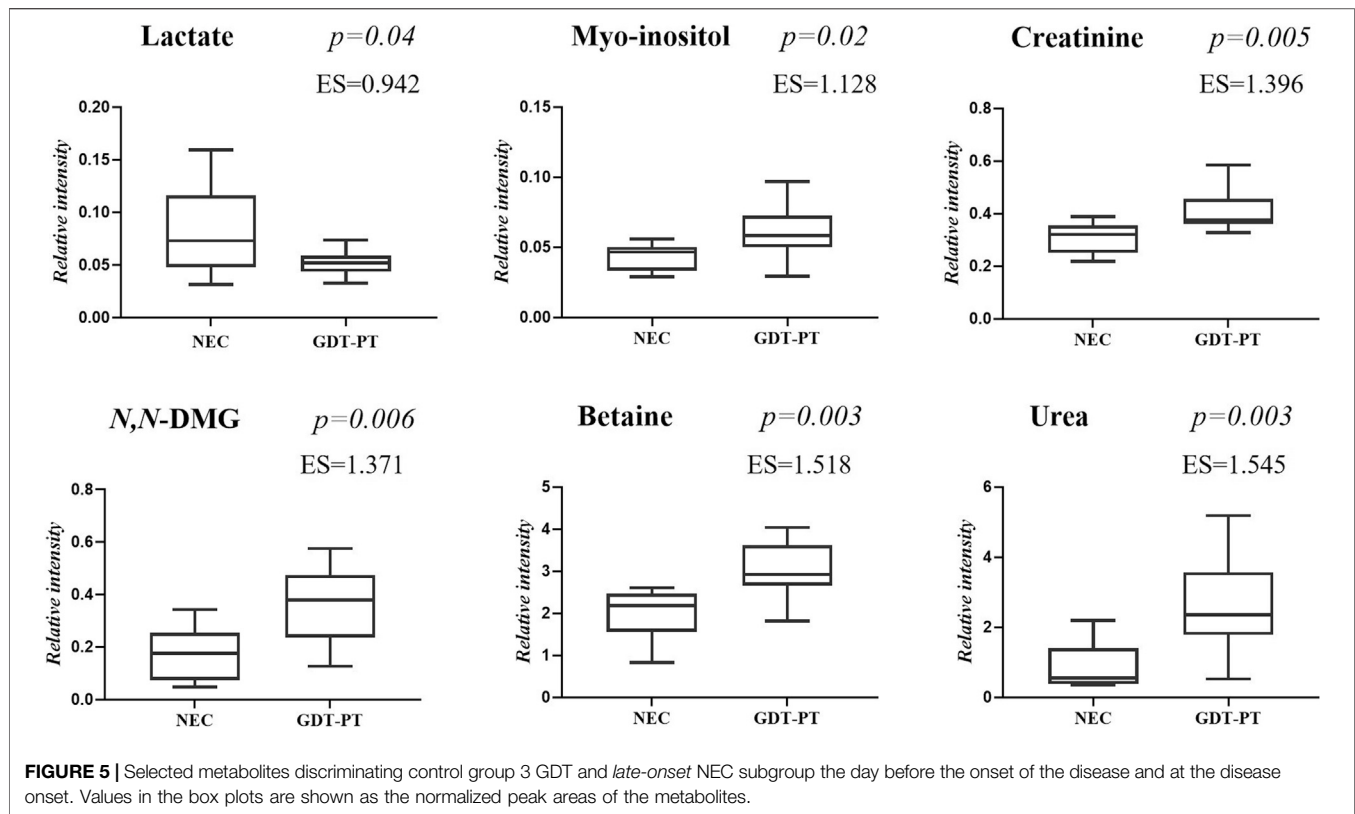 Lactate p=0.04
ES=0.942
Relative intensity
0.20
0.15
0.10
0.05
0.00
NEC GDT-PT
Myo-inositol p=0.02
ES=1.128
Relative intensity
0.15
0.10
0.05
0.00
NEC GDT-PT
Creatinine p=0.005
ES=1.396
Relative intensity
0.8
0.6
0.4
0.2
0.0
NEC GDT-PT
N,N-DMG p=0.006
ES=1.371
Relative intensity
0.8
0.6
0.4
0.2
0.0
NEC GDT-PT
Betaine p=0.003
ES=1.518
Relative intensity
5
4
3
2
1
0
NEC GDT-PT
Urea p=0.003
ES=1.545
Relative intensity
6
4
2
0
NEC GDT-PT
FIGURE 5 | Selected metabolites discriminating control group 3 GDT and late-onset NEC subgroup the day before the onset of the disease and at the disease
onset. Values in the box plots are shown as the normalized peak areas of the metabolites.